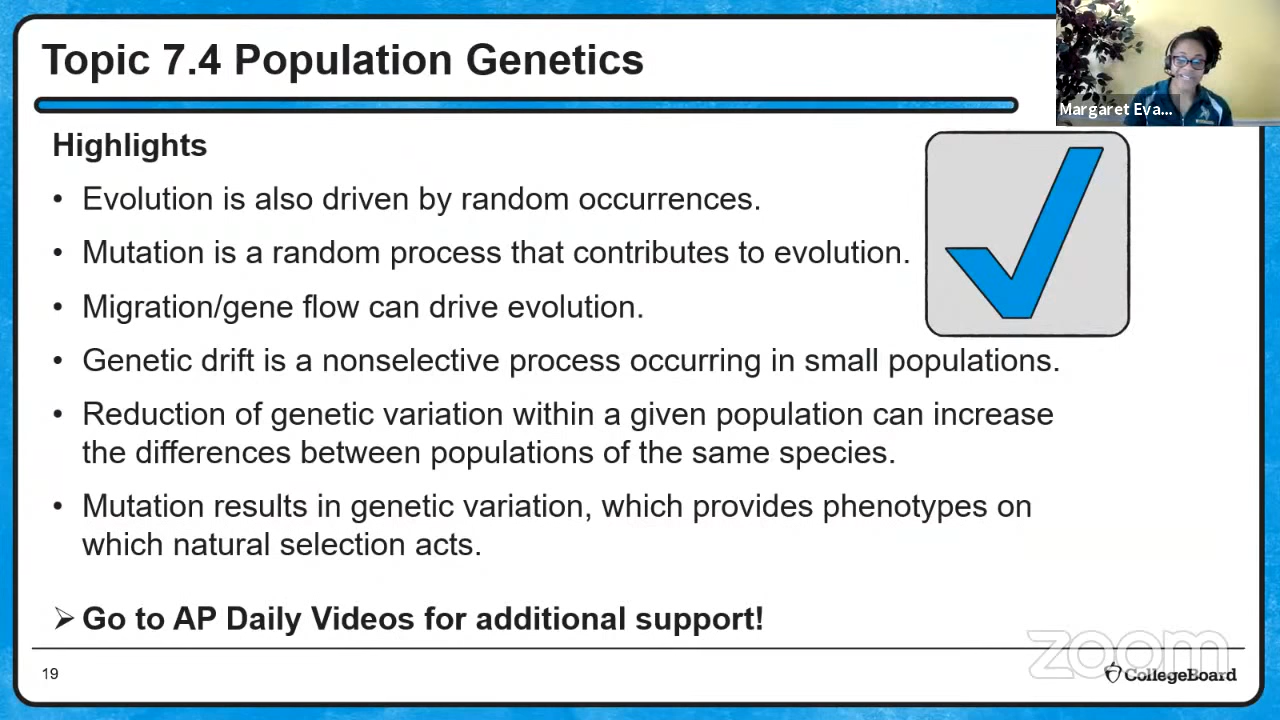 Topic 7.4 Population Genetics
Margaret Eva...
Highlights
• Evolution is also driven by random occurrences.
• Mutation is a random process that contributes to evolution.
• Migration/gene flow can drive evolution.
• Genetic drift is a nonselective process occurring in small populations.
• Reduction of genetic variation within a given population can increase
the differences between populations of the same species.
• Mutation results in genetic variation, which provides phenotypes on
which natural selection acts.
➢ Go to AP Daily Videos for additional support!
zoom
19
CollegeBoard